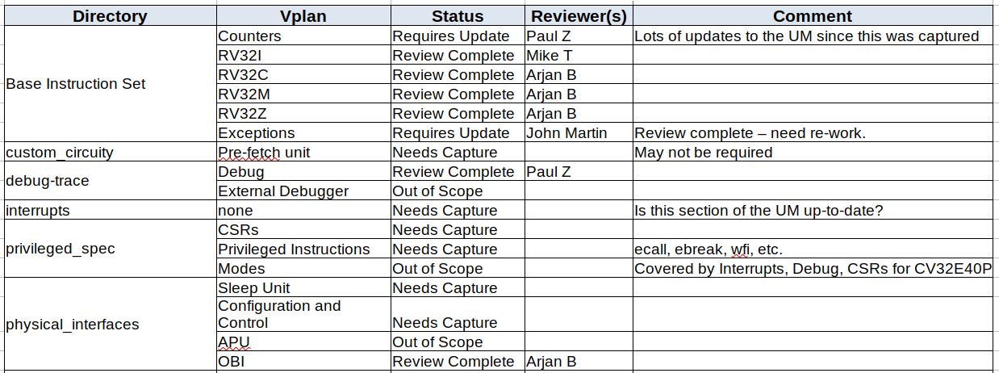 Directory Vplan Status Reviewer(s) Comment
Base Instruction Set Counters Requires Update Paul Z Lots of updates to the UM since this was captured
RV32I Review Complete Mike T
RV32C Review Complete Arjan B
RV32M Review Complete Arjan B
RV32Z Review Complete Arjan B
Exceptions Requires Update John Martin Review complete – need re-work.
custom_circuity Pre-fetch unit Needs Capture May not be required
debug-trace Debug Review Complete Paul Z
External Debugger Out of Scope
interrupts none Needs Capture Is this section of the UM up-to-date?
privileged_spec CSRs Needs Capture
Privileged Instructions Needs Capture ecall, ebreak, wfi, etc.
Modes Out of Scope Covered by Interrupts, Debug, CSRs for CV32E40P
physical_interfaces Sleep Unit Needs Capture
Configuration and
Control Needs Capture
APU Out of Scope
OBI Review Complete Arjan B